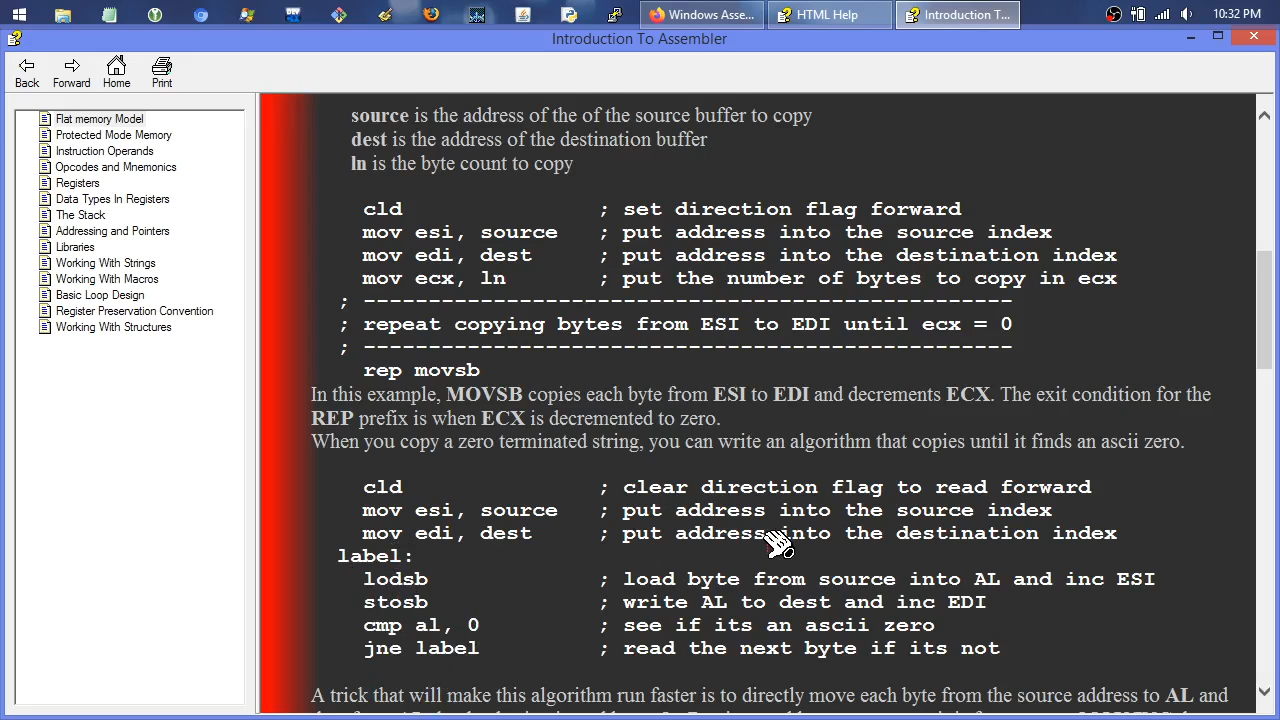 Windows Asse...
HTML Help
Introduction T...
10:32 PM
Introduction To Assembler
Back
Forward
Home
Print
Flat memory Model
Protected Mode Memory
Instruction Operands
Opcodes and Mnemonics
Registers
Data Types In Registers
The Stack
Addressing and Pointers
Libraries
Working With Strings
Working With Macros
Basic Loop Design
Register Preservation Convention
Working With Structures
source is the address of the of the source buffer to copy
dest is the address of the destination buffer
ln is the byte count to copy
cld ; set direction flag forward
mov esi, source ; put address into the source index
mov edi, dest ; put address into the destination index
mov ecx, ln ; put the number of bytes to copy in ecx
; --------------------------------------------------
; repeat copying bytes from ESI to EDI until ecx = 0
; --------------------------------------------------
rep movsb
In this example, MOVSB copies each byte from ESI to EDI and decrements ECX. The exit condition for the
REP prefix is when ECX is decremented to zero.
When you copy a zero terminated string, you can write an algorithm that copies until it finds an ascii zero.
cld ; clear direction flag to read forward
mov esi, source ; put address into the source index
mov edi, dest ; put address into the destination index
label:
lodsb ; load byte from source into AL and inc ESI
stosb ; write AL to dest and inc EDI
cmp al, 0 ; see if its an ascii zero
jne label ; read the next byte if its not
A trick that will make this algorithm run faster is to directly move each byte from the source address to AL and